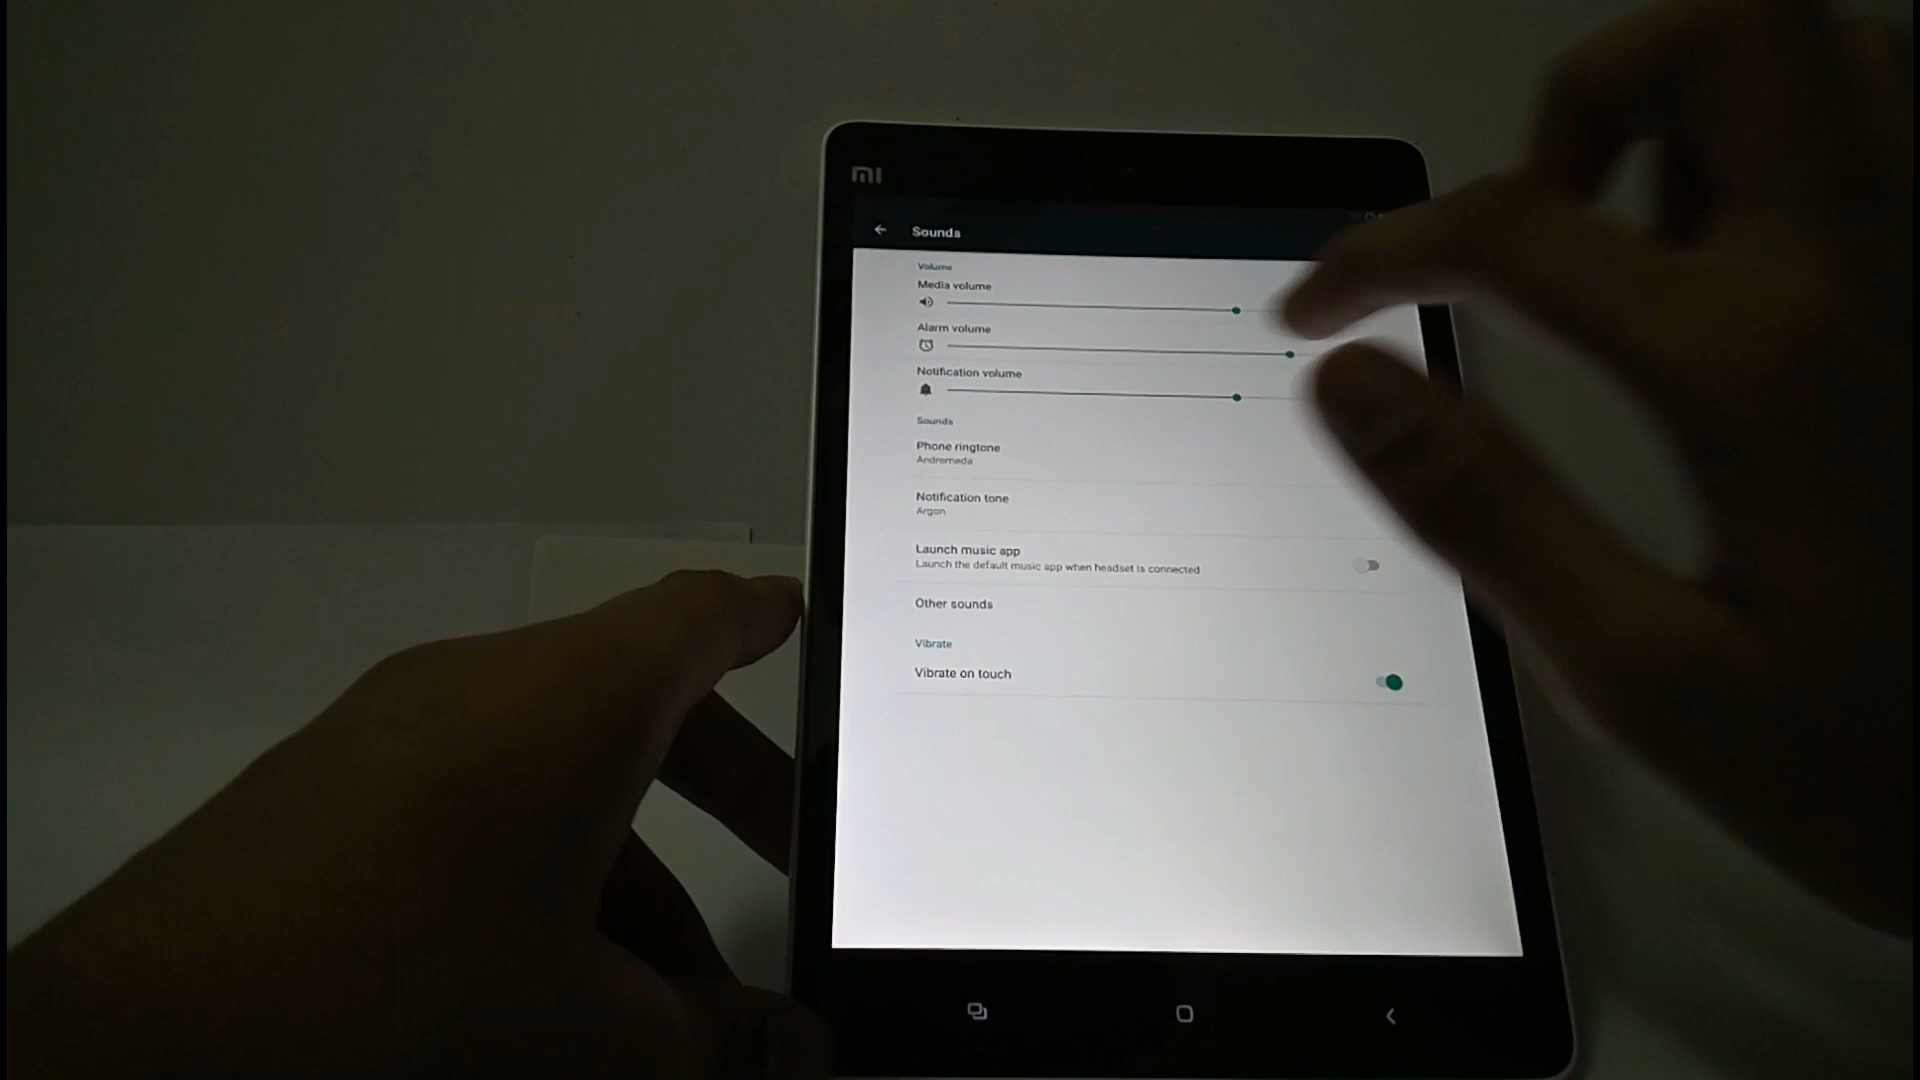 mi
Sounds
Volume
Media volume
Alarm volume
Notification volume
Sounds
Phone ringtone
Andromeda
Notification tone
Argon
Launch music app
Launch the default music app when headset is connected
Other sounds
Vibrate
Vibrate on touch